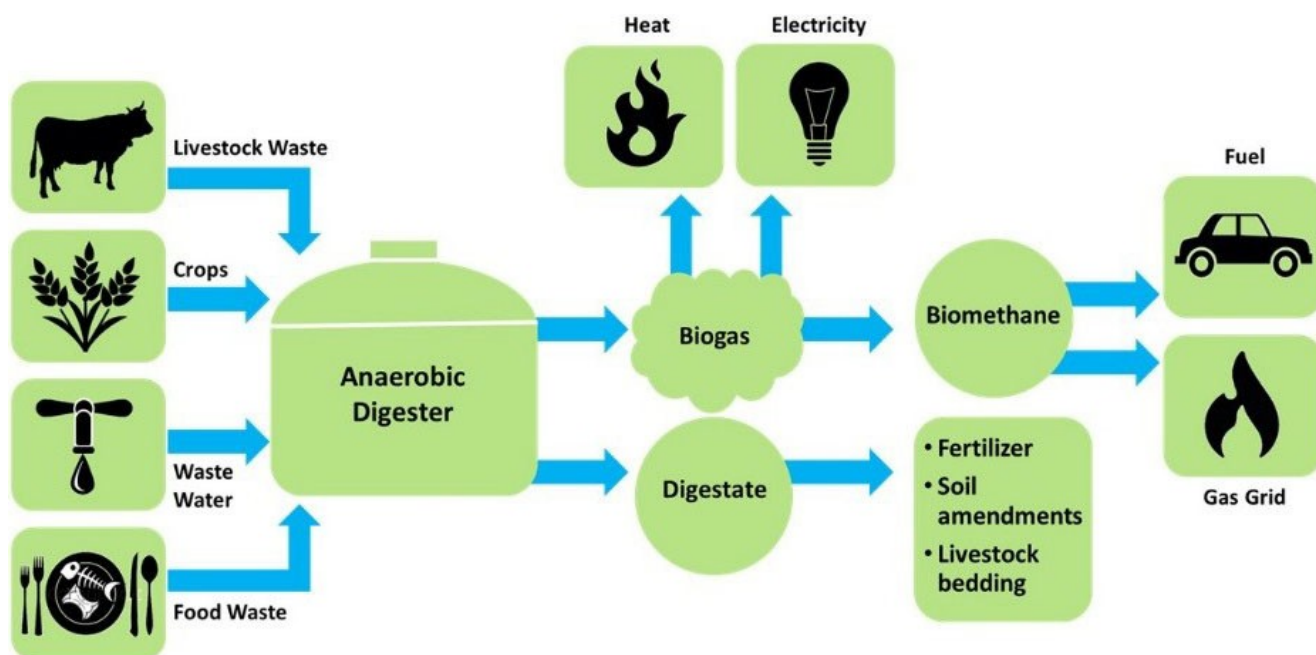 Heat
Electricity
Livestock Waste
Crops
Waste
Water
Food Waste
Anaerobic
Digester
Biogas
Digestate
Biomethane
• Fertilizer
• Soil
amendments
• Livestock
bedding
Fuel
Gas Grid